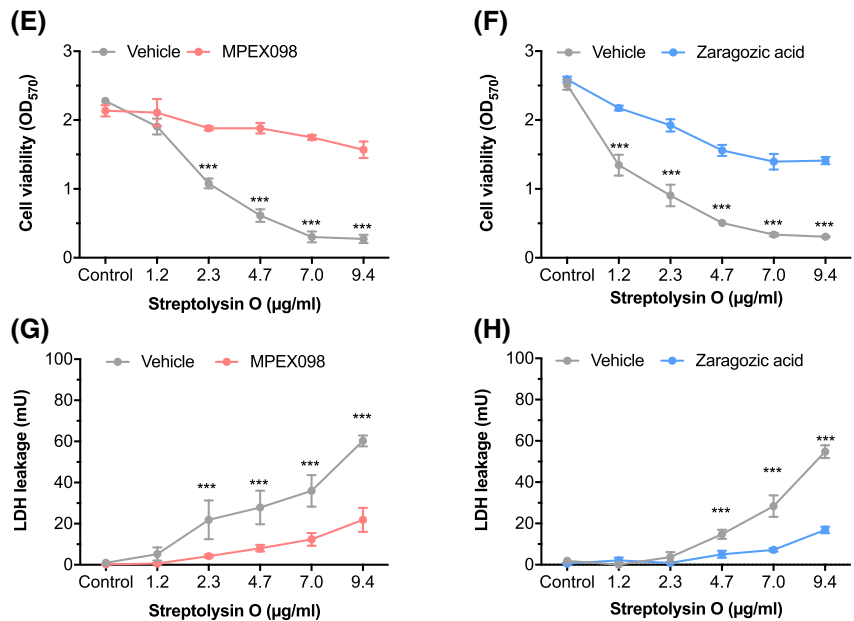 (E)
Vehicle MPEX098
3
2
1
0
Cell viability (OD570)
***
***
***
***
Control 1.2 2.3 4.7 7.0 9.4
Streptolysin O (µg/ml)
(F)
Vehicle Zaragozic acid
3
2
1
0
Cell viability (OD570)
***
***
***
***
***
Control 1.2 2.3 4.7 7.0 9.4
Streptolysin O (µg/ml)
(G)
Vehicle MPEX098
100
80
60
40
20
0
LDH leakage (mU)
***
***
***
***
Control 1.2 2.3 4.7 7.0 9.4
Streptolysin O (µg/ml)
(H)
Vehicle Zaragozic acid
100
80
60
40
20
0
LDH leakage (mU)
***
***
***
Control 1.2 2.3 4.7 7.0 9.4
Streptolysin O (µg/ml)